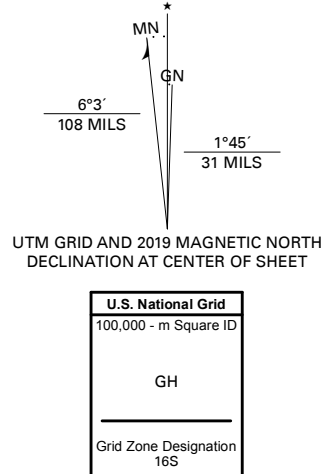 ★
MN
GN
6°3´
108 MILS
1°45´
31 MILS
UTM GRID AND 2019 MAGNETIC NORTH
DECLINATION AT CENTER OF SHEET
U.S. National Grid
100,000 - m Square ID
GH
Grid Zone Designation
16S